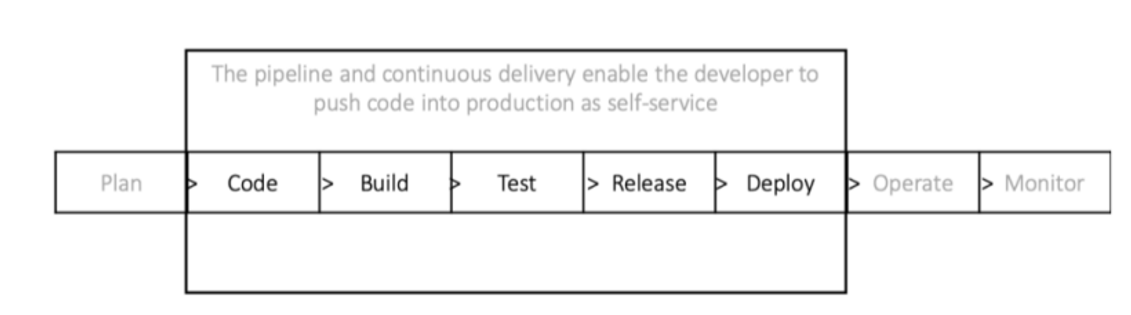 The pipeline and continuous delivery enable the developer to
push code into production as self-service
Plan > Code > Build > Test > Release > Deploy > Operate > Monitor